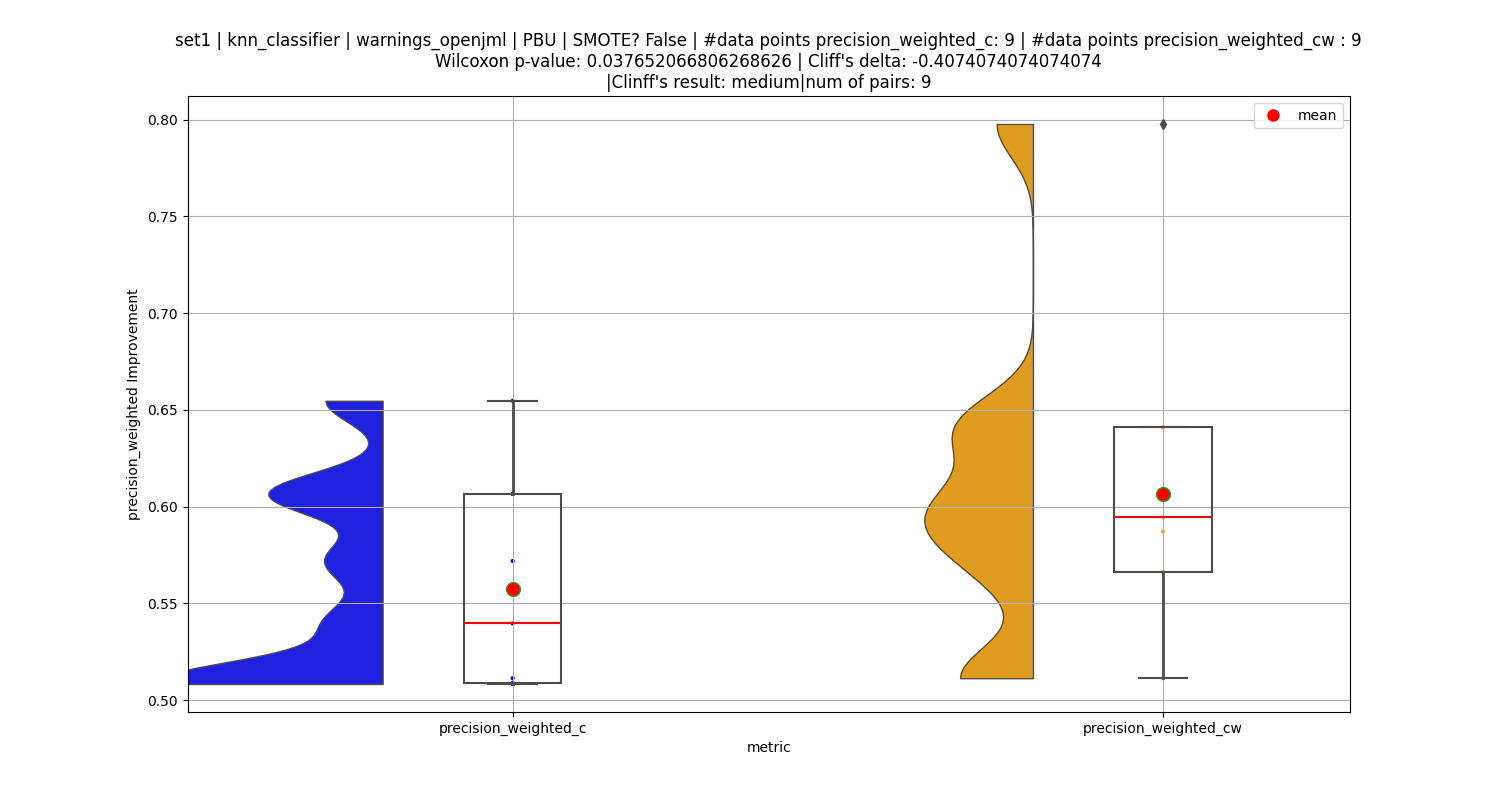 set1 | knn_classifier | warnings_openjml | PBU | SMOTE? False | #data points precision_weighted_c: 9 | #data points precision_weighted_cw : 9
Wilcoxon p-value: 0.037652066806268626 | Cliff's delta: -0.4074074074074074
|Clinff's result: medium|num of pairs: 9
mean
0.80
0.75
0.70
0.65
0.60
0.55
0.50
precision_weighted Improvement
precision_weighted_c
precision_weighted_cw
metric